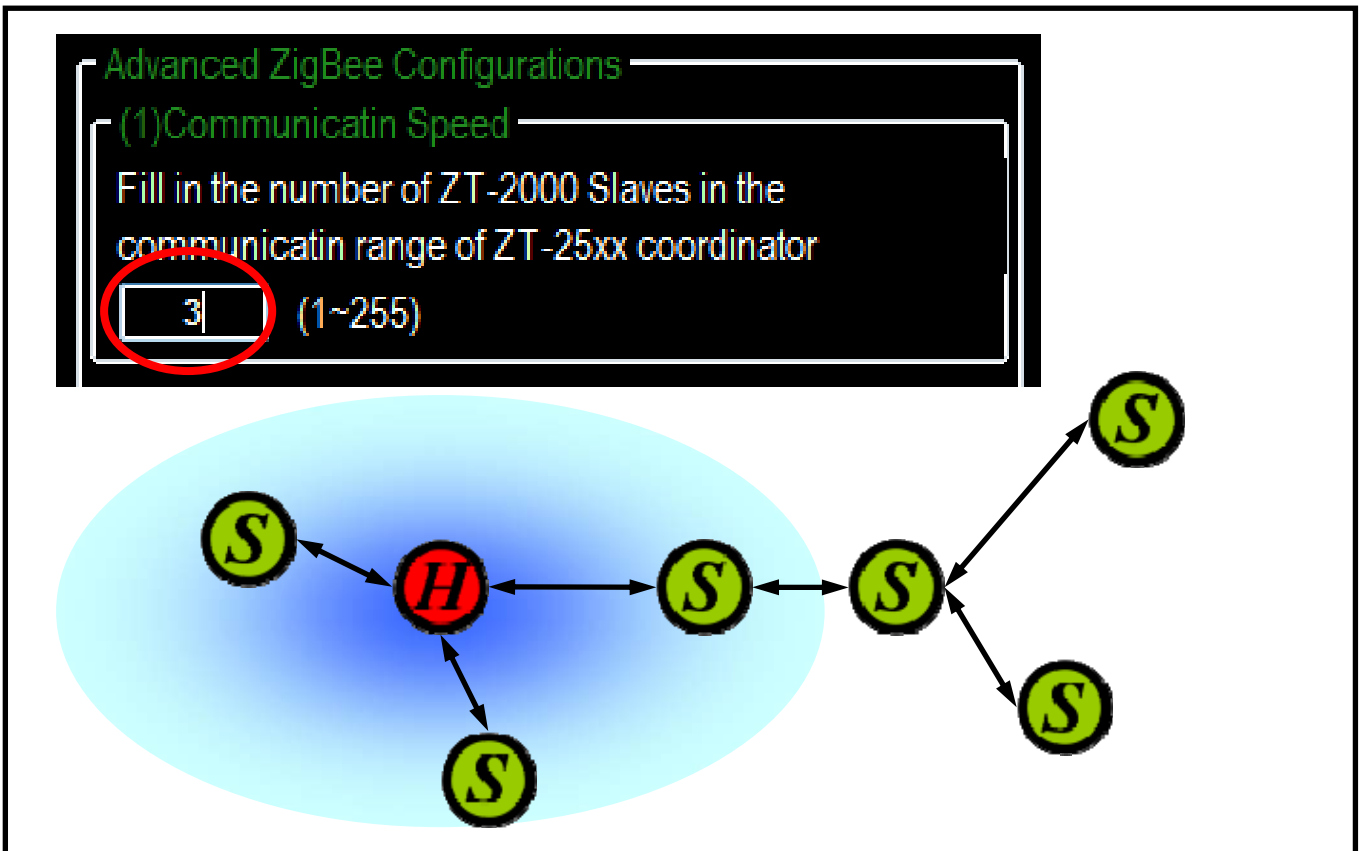 Advanced ZigBee Configurations
(1)Communicatin Speed
Fill in the number of ZT-2000 Slaves in the
communicatin range of ZT-25xx coordinator
3 (1~255)
S
S
H
S
S
S
S